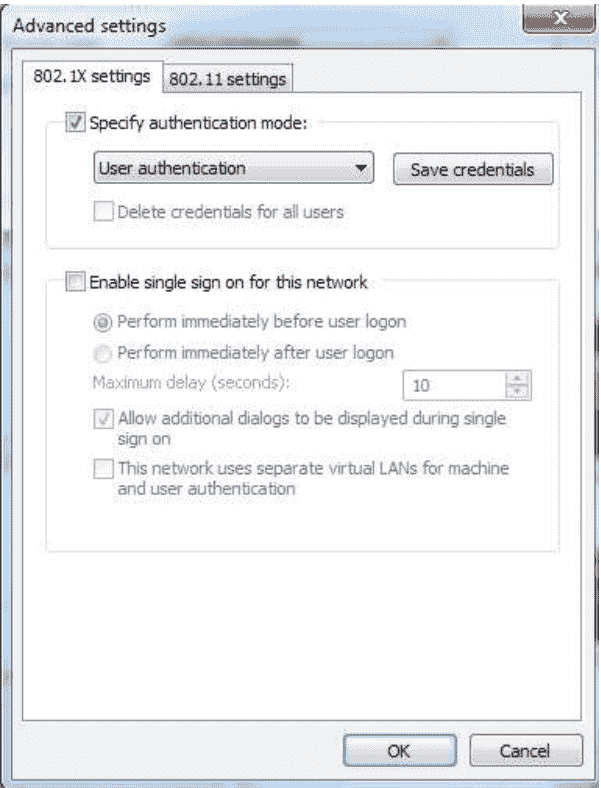 Advanced settings
802.1X settings
802.11 settings
Specify authentication mode:
User authentication
Save credentials
Delete credentials for all users
Enable single sign on for this network
Perform immediately before user logon
Perform immediately after user logon
Maximum delay (seconds):
10
Allow additional dialogs to be displayed during single
sign on
This network uses separate virtual LANs for machine
and user authentication
OK
Cancel